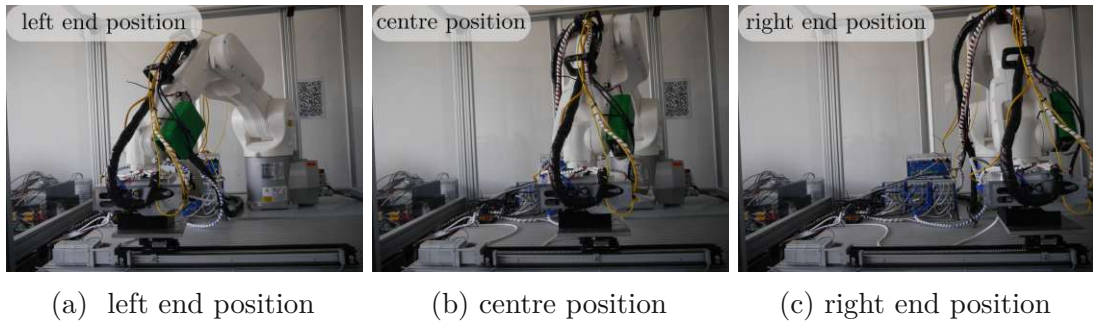 left end position
centre position
right end position
(a) left end position
(b) centre position
(c) right end position